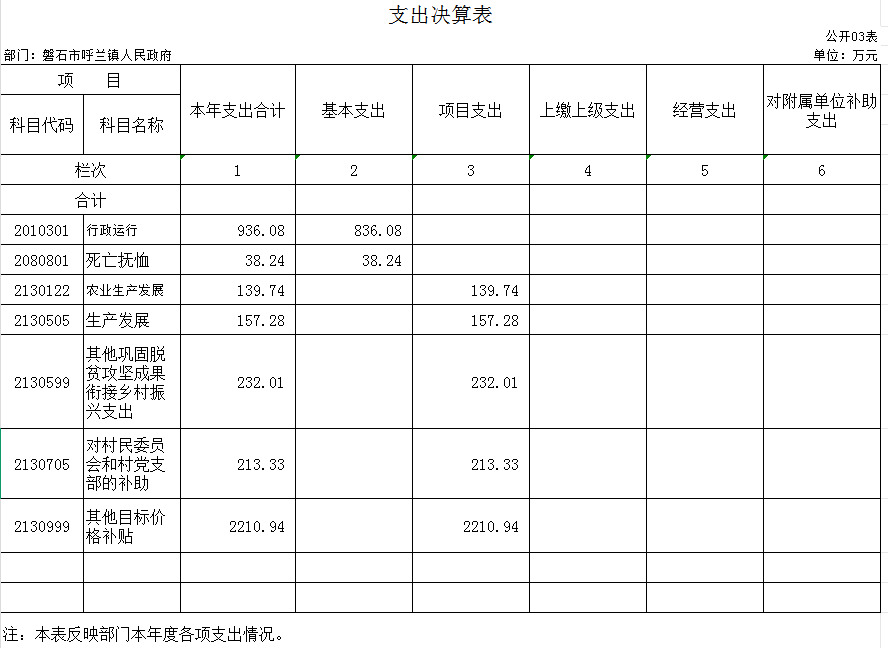 支出决算表
公开03表
部门：磐石市呼兰镇人民政府 单位：万元
项 目 本年支出合计 基本支出 项目支出 上缴上级支出 经营支出 对附属单位补助
支出
科目代码 科目名称
栏次 1 2 3 4 5 6
合计
2010301 行政运行 936.08 836.08
2080801 死亡抚恤 38.24 38.24
2130122 农业生产发展 139.74 139.74
2130505 生产发展 157.28 157.28
2130599 其他巩固脱
贫攻坚成果
衔接乡村振
兴支出 232.01 232.01
2130705 对村民委员
会和村党支
部的补助 213.33 213.33
2130999 其他目标价
格补贴 2210.94 2210.94
注：本表反映部门本年度各项支出情况。